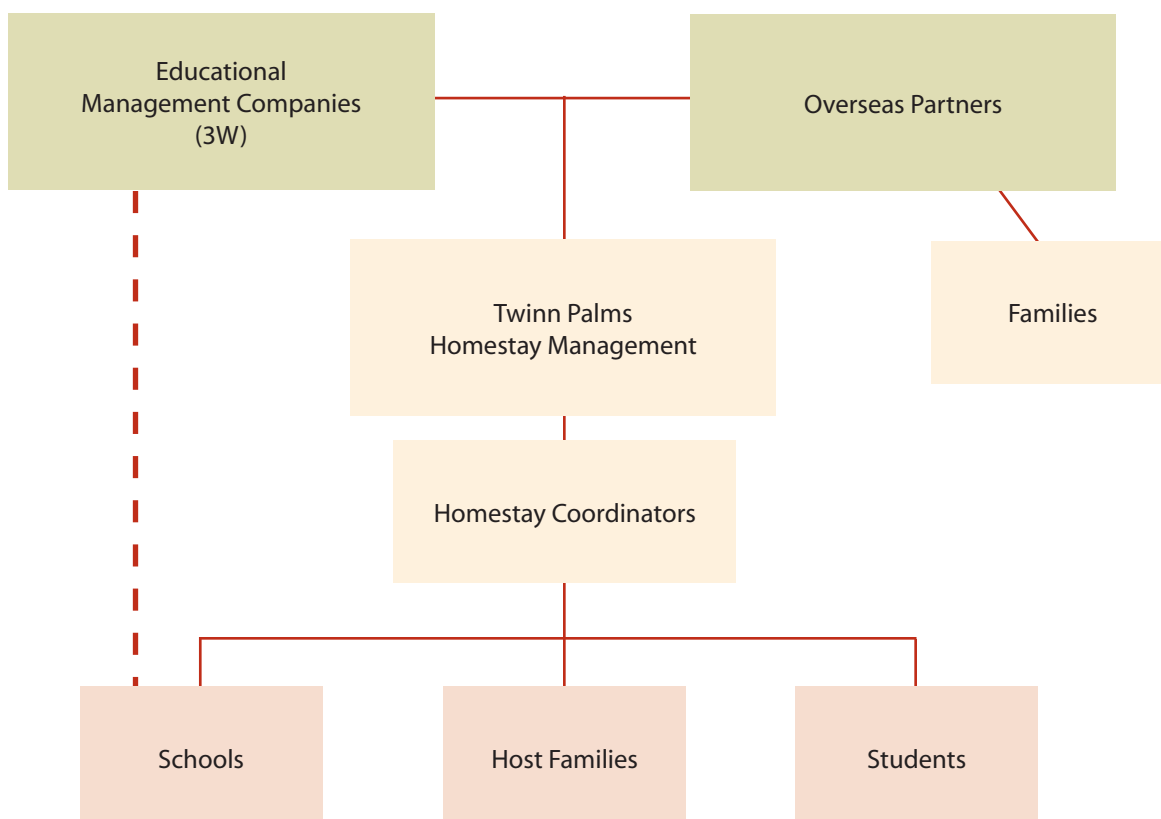 Educational
Management Companies
(3W)
Overseas Partners
Twinn Palms
Homestay Management
Families
Homestay Coordinators
Schools
Host Families
Students